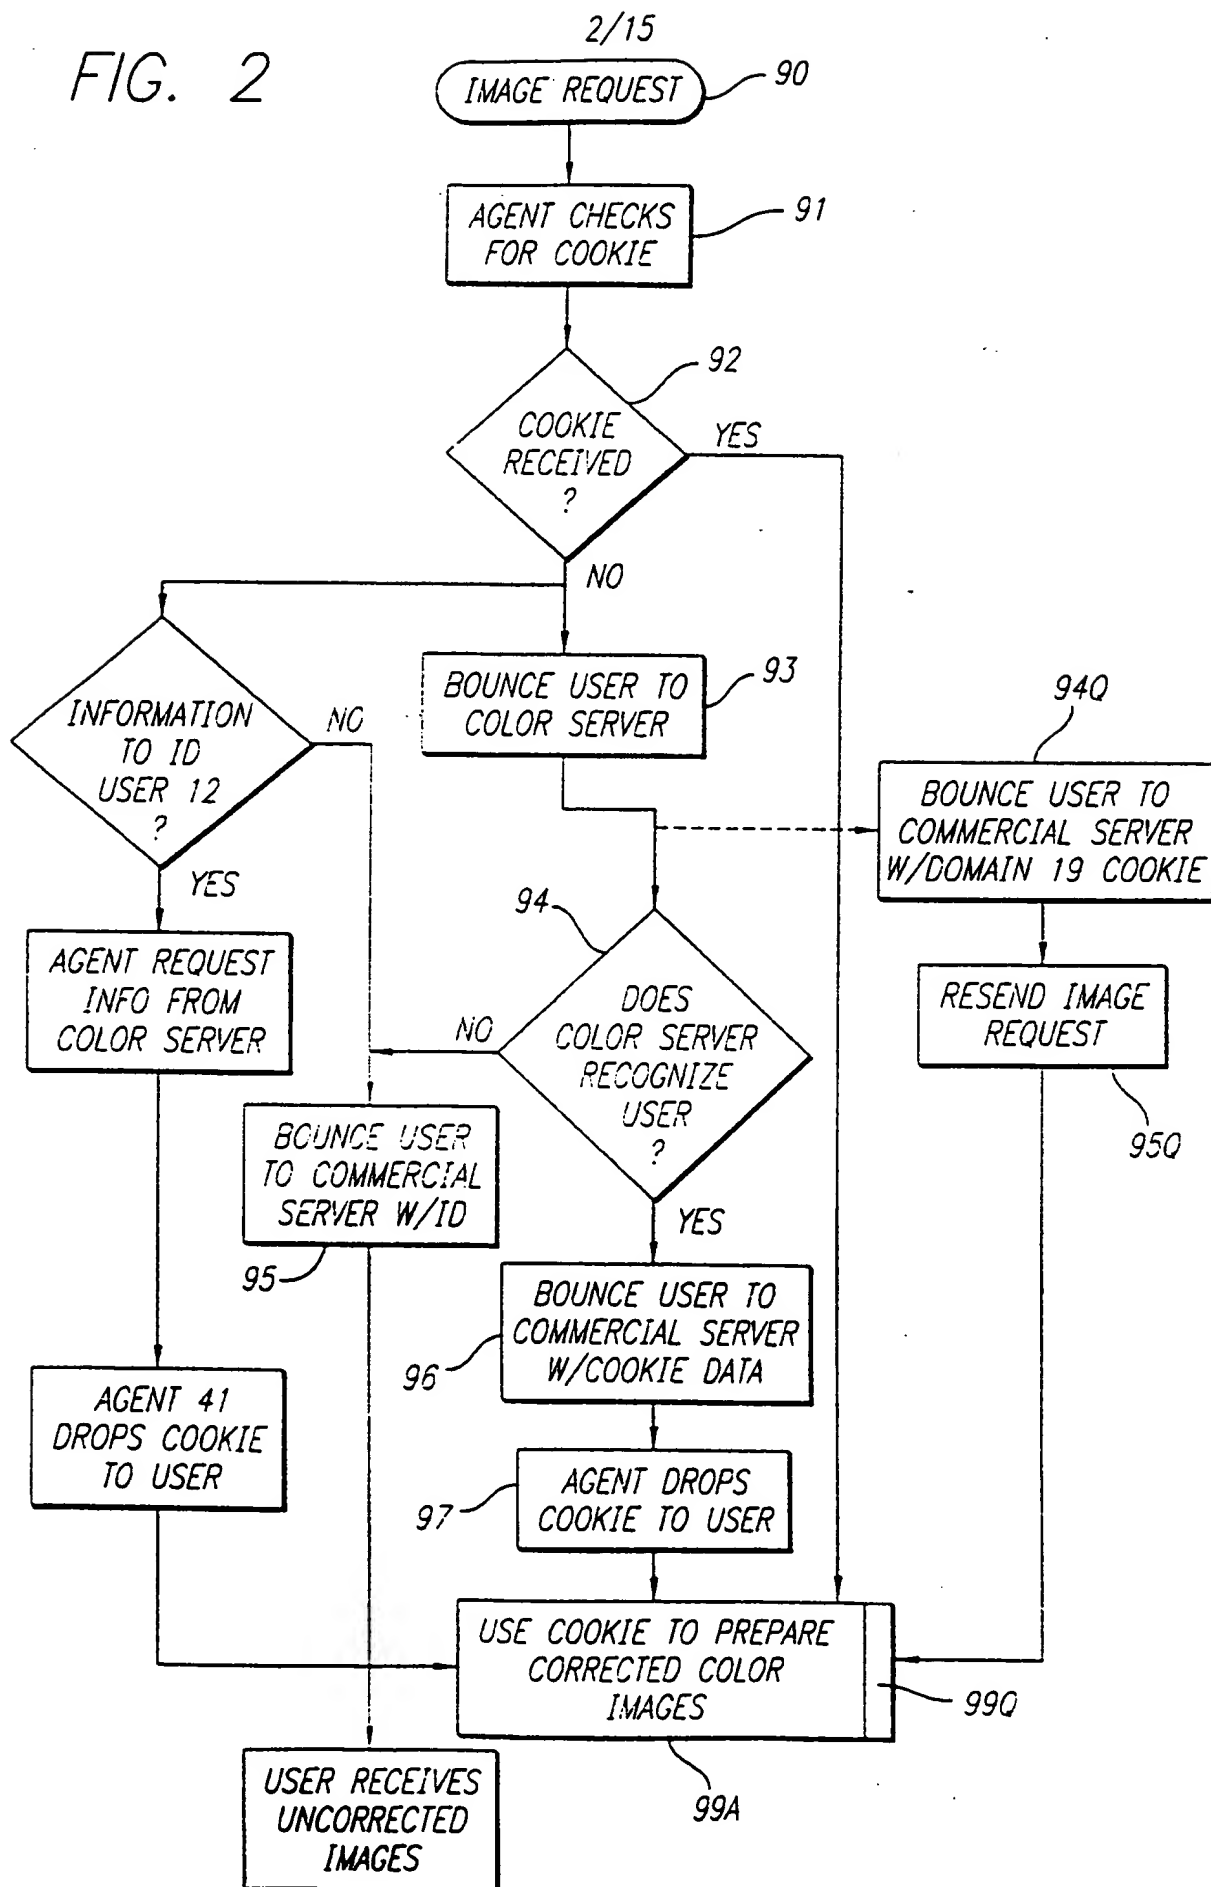 2/15
FIG. 2
IMAGE REQUEST
90
AGENT CHECKS
FOR COOKIE
91
92
COOKIE
RECEIVED
?
YES
NO
INFORMATION
TO ID
USER 12
?
NO
YES
BOUNCE USER TO
COLOR SERVER
93
94Q
BOUNCE USER TO
COMMERCIAL SERVER
W/DOMAIN 19 COOKIE
AGENT REQUEST
INFO FROM
COLOR SERVER
94
DOES
COLOR SERVER
RECOGNIZE
USER
?
NO
YES
RESEND IMAGE
REQUEST
95Q
BOUNCE USER
TO COMMERCIAL
SERVER W/ID
95
BOUNCE USER TO
COMMERCIAL SERVER
W/COOKIE DATA
96
AGENT 41
DROPS COOKIE
TO USER
AGENT DROPS
COOKIE TO USER
97
USE COOKIE TO PREPARE
CORRECTED COLOR
IMAGES
99Q
99A
USER RECEIVES
UNCORRECTED
IMAGES